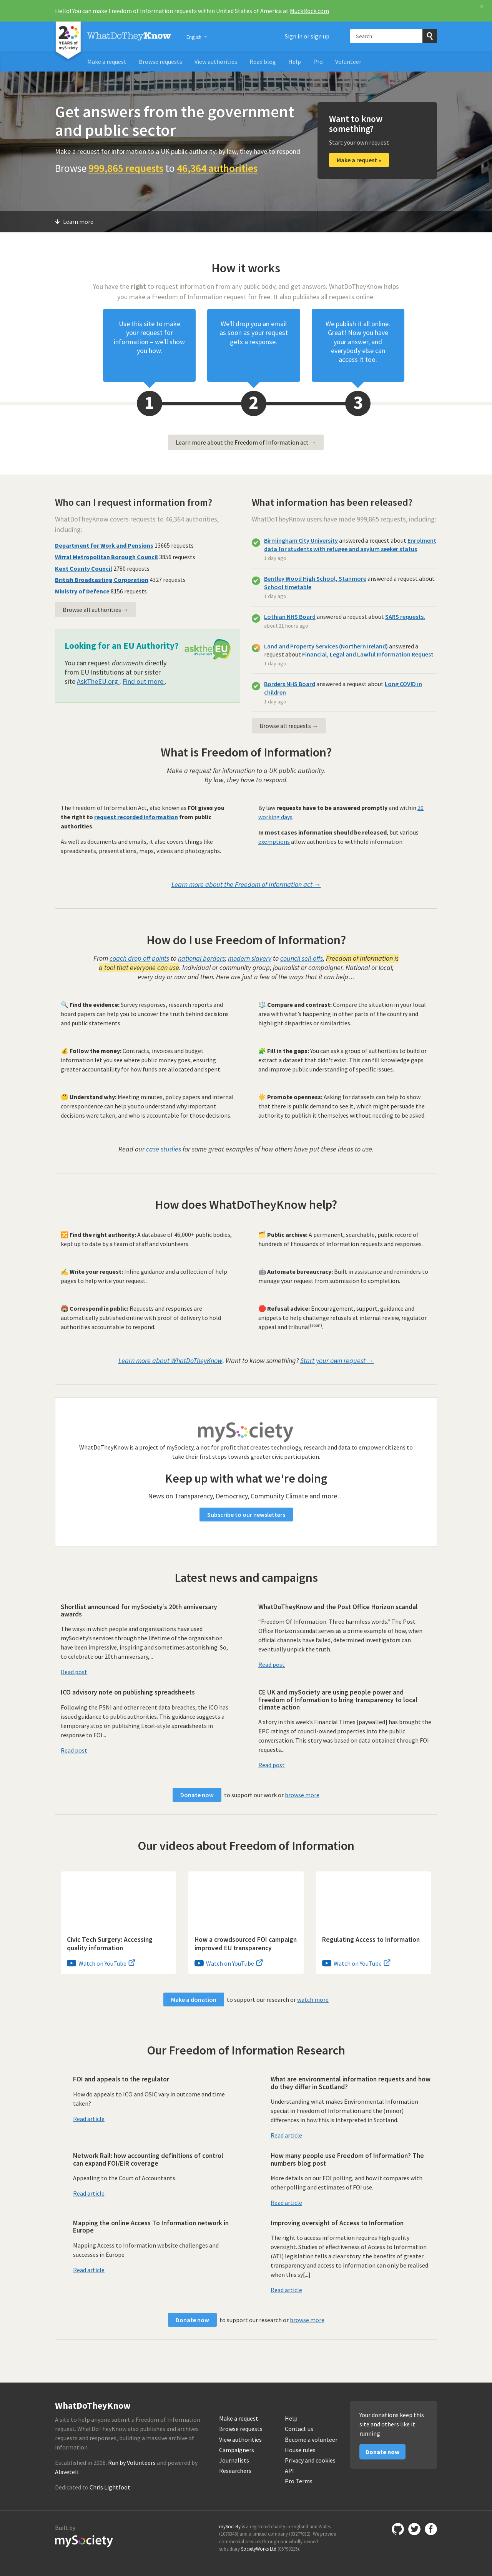 Hello! You can make Freedom of Information requests within United States of America at MuckRock.com
×
20 YEARS of mySociety
WhatDoTheyKnow
English
Sign in or sign up
Search
Make a request
Browse requests
View authorities
Read blog
Help
Pro
Volunteer
Get answers from the government
and public sector
Make a request for information to a UK public authority: by law, they have to respond
Browse 999,865 requests to 46,364 authorities
Want to know
something?
Start your own request
Make a request »
Learn more
How it works
You have the right to request information from any public body, and get answers. WhatDoTheyKnow helps
you make a Freedom of Information request for free. It also publishes all requests online.
Use this site to make
your request for
information – we'll show
you how.
We'll drop you an email
as soon as your request
gets a response.
We publish it all online.
Great! Now you have
your answer, and
everybody else can
access it too.
1
2
3
Learn more about the Freedom of Information act →
Who can I request information from?
WhatDoTheyKnow covers requests to 46,364 authorities,
including:
Department for Work and Pensions 13665 requests
Wirral Metropolitan Borough Council 3856 requests
Kent County Council 2780 requests
British Broadcasting Corporation 4327 requests
Ministry of Defence 8156 requests
Browse all authorities →
Looking for an EU Authority?
You can request documents directly
from EU Institutions at our sister
site AskTheEU.org . Find out more .
asktheEU
What information has been released?
WhatDoTheyKnow users have made 999,865 requests, including:
Birmingham City University answered a request about Enrolment
data for students with refugee and asylum seeker status
1 day ago
Bentley Wood High School, Stanmore answered a request about
School timetable
1 day ago
Lothian NHS Board answered a request about SARS requests.
about 21 hours ago
Land and Property Services (Northern Ireland) answered a
request about Financial, Legal and Lawful Information Request
1 day ago
Borders NHS Board answered a request about Long COVID in
children
1 day ago
Browse all requests →
What is Freedom of Information?
Make a request for information to a UK public authority.
By law, they have to respond.
The Freedom of Information Act, also known as FOI gives you
the right to request recorded information from public
authorities.
As well as documents and emails, it also covers things like
spreadsheets, presentations, maps, videos and photographs.
By law requests have to be answered promptly and within 20
working days.
In most cases information should be released, but various
exemptions allow authorities to withhold information.
Learn more about the Freedom of Information act →
How do I use Freedom of Information?
From coach drop off points to national borders; modern slavery to council sell-offs, Freedom of Information is
a tool that everyone can use. Individual or community group; journalist or campaigner. National or local;
every day or now and then. Here are just a few of the ways that it can help…
🔍 Find the evidence: Survey responses, research reports and
board papers can help you to uncover the truth behind decisions
and public statements.
⚖️ Compare and contrast: Compare the situation in your local
area with what's happening in other parts of the country and
highlight disparities or similarities.
💰 Follow the money: Contracts, invoices and budget
information let you see where public money goes, ensuring
greater accountability for how funds are allocated and spent.
🧩 Fill in the gaps: You can ask a group of authorities to build or
extract a dataset that didn't exist. This can fill knowledge gaps
and improve public understanding of specific issues.
🤔 Understand why: Meeting minutes, policy papers and internal
correspondence can help you to understand why important
decisions were taken, and who is accountable for those decisions.
☀️ Promote openness: Asking for datasets can help to show
that there is public demand to see it, which might persuade the
authority to publish it themselves without needing to be asked.
Read our case studies for some great examples of how others have put these ideas to use.
How does WhatDoTheyKnow help?
🔀 Find the right authority: A database of 46,000+ public bodies,
kept up to date by a team of staff and volunteers.
🗂️ Public archive: A permanent, searchable, public record of
hundreds of thousands of information requests and responses.
✍️ Write your request: Inline guidance and a collection of help
pages to help write your request.
🤖 Automate bureaucracy: Built in assistance and reminders to
manage your request from submission to completion.
Correspond in public: Requests and responses are
automatically published online with proof of delivery to hold
authorities accountable to respond.
🛑 Refusal advice: Encouragement, support, guidance and
snippets to help challenge refusals at internal review, regulator
appeal and tribunal(soon).
Learn more about WhatDoTheyKnow. Want to know something? Start your own request →
mySociety
WhatDoTheyKnow is a project of mySociety, a not for profit that creates technology, research and data to empower citizens to
take their first steps towards greater civic participation.
Keep up with what we're doing
News on Transparency, Democracy, Community Climate and more…
Subscribe to our newsletters
Latest news and campaigns
Shortlist announced for mySociety's 20th anniversary
awards
The ways in which people and organisations have used
mySociety's services through the lifetime of the organisation
have been impressive, inspiring and sometimes astonishing. So,
to celebrate our 20th anniversary,...
Read post
WhatDoTheyKnow and the Post Office Horizon scandal
"Freedom Of Information. Three harmless words." The Post
Office Horizon scandal serves as a prime example of how, when
official channels have failed, determined investigators can
eventually unpick the truth...
Read post
ICO advisory note on publishing spreadsheets
Following the PSNI and other recent data breaches, the ICO has
issued guidance to public authorities. This guidance suggests a
temporary stop on publishing Excel-style spreadsheets in
response to FOI...
Read post
CE UK and mySociety are using people power and
Freedom of Information to bring transparency to local
climate action
A story in this week's Financial Times [paywalled] has brought the
EPC ratings of council-owned properties into the public
conversation. This story was based on data obtained through FOI
requests...
Read post
Donate now to support our work or browse more
Our videos about Freedom of Information
Civic Tech Surgery: Accessing
quality information
Watch on YouTube
How a crowdsourced FOI campaign
improved EU transparency
Watch on YouTube
Regulating Access to Information
Watch on YouTube
Make a donation to support our research or watch more
Our Freedom of Information Research
FOI and appeals to the regulator
How do appeals to ICO and OSIC vary in outcome and time
taken?
Read article
What are environmental information requests and how
do they differ in Scotland?
Understanding what makes Environmental Information
special in Freedom of Information and the (minor)
differences in how this is interpreted in Scotland.
Read article
Network Rail: how accounting definitions of control
can expand FOI/EIR coverage
Appealing to the Court of Accountants.
Read article
How many people use Freedom of Information? The
numbers blog post
More details on our FOI polling, and how it compares with
other polling and estimates of FOI use.
Read article
Mapping the online Access To Information network in
Europe
Mapping Access to Information website challenges and
successes in Europe
Read article
Improving oversight of Access to Information
The right to access information requires high quality
oversight. Studies of effectiveness of Access to Information
(ATI) legislation tells a clear story: the benefits of greater
transparency and access to information can only be realised
when this sy[...]
Read article
Donate now to support our research or browse more
WhatDoTheyKnow
A site to help anyone submit a Freedom of Information
request. WhatDoTheyKnow also publishes and archives
requests and responses, building a massive archive of
information.
Established in 2008. Run by Volunteers and powered by
Alaveteli.
Dedicated to Chris Lightfoot.
Make a request
Browse requests
View authorities
Campaigners
Journalists
Researchers
Help
Contact us
Become a volunteer
House rules
Privacy and cookies
API
Pro Terms
Your donations keep this
site and others like it
running
Donate now
Built by
mySociety
mySociety is a registered charity in England and Wales
(1076346) and a limited company (03277032). We provide
commercial services through our wholly owned
subsidiary SocietyWorks Ltd (05798215).